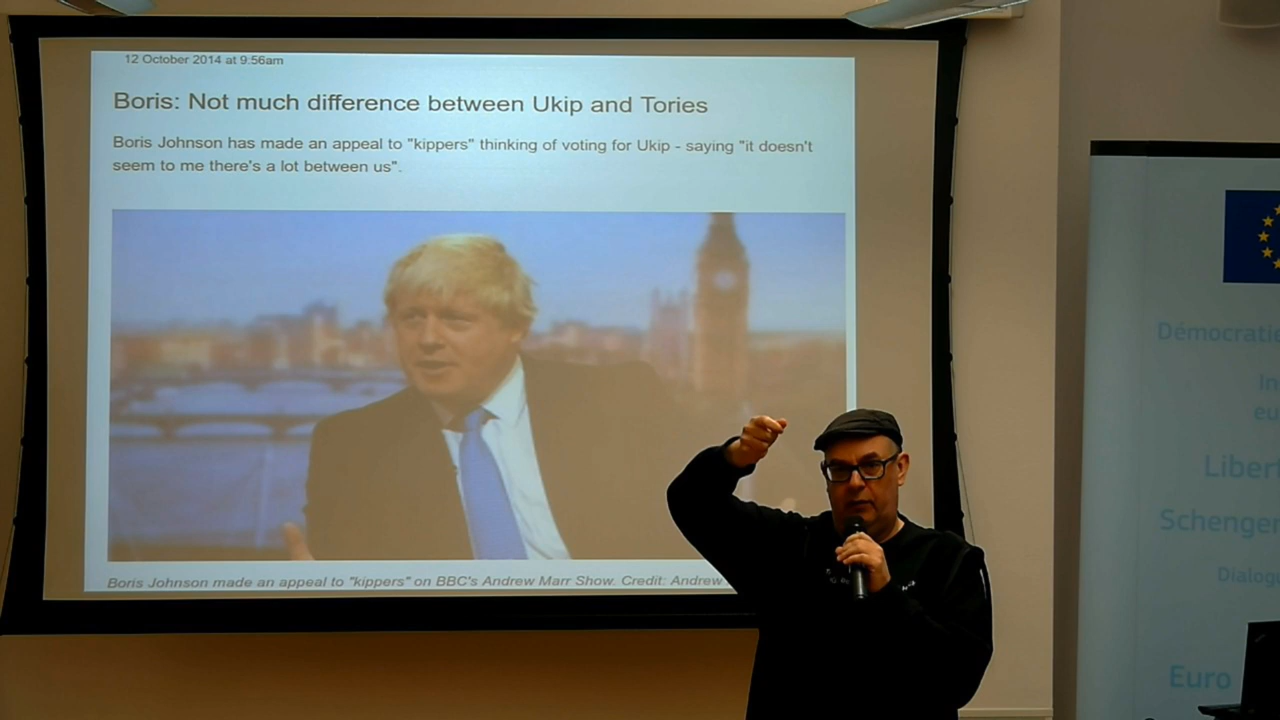 12 October 2014 at 9:56am
Boris: Not much difference between Ukip and Tories
Boris Johnson has made an appeal to "kippers" thinking of voting for Ukip - saying "it doesn't
seem to me there's a lot between us".
Boris Johnson made an appeal to "kippers" on BBC's Andrew Marr Show. Credit: Andrew
Démocratie
In
eu
Libert
Schengen
Dialog
Euro